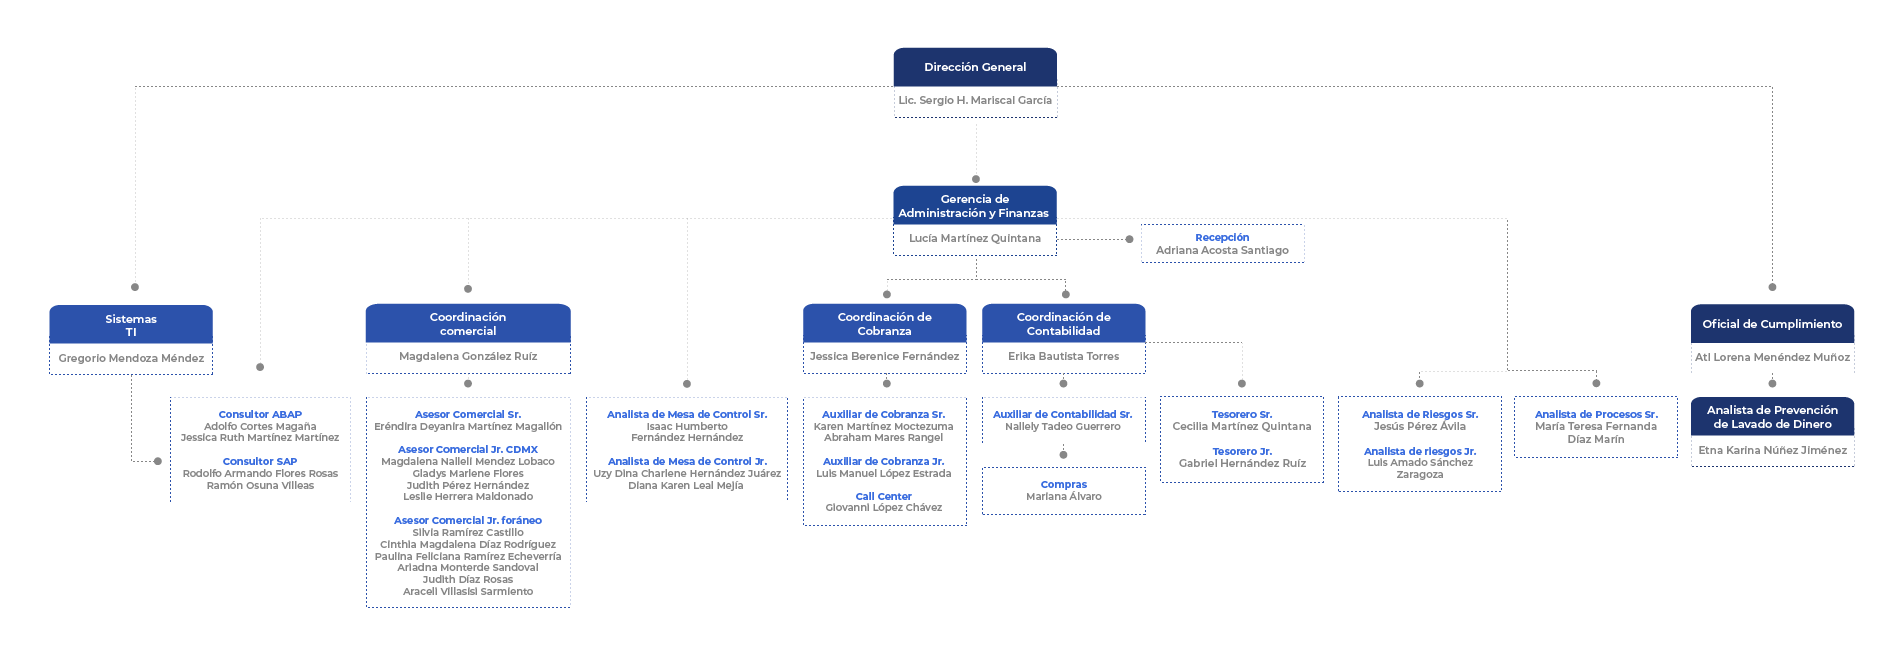 Dirección General
Lic. Sergio H. Mariscal García
Gerencia de
Administración y Finanzas
Lucía Martínez Quintana
Recepción
Adriana Acosta Santiago
Sistemas
TI
Gregorio Mendoza Méndez
Coordinación
comercial
Magdalena González Ruíz
Coordinación de
Cobranza
Jessica Berenice Fernández
Coordinación de
Contabilidad
Erika Bautista Torres
Oficial de Cumplimiento
Ati Lorena Menéndez Muñoz
Consultor ABAP
Adolfo Cortes Magaña
Jessica Ruth Martínez Martínez
Consultor SAP
Rodolfo Armando Flores Rosas
Ramón Osuna Villeas
Asesor Comercial Sr.
Eréndira Deyanira Martínez Magallón
Asesor Comercial Jr. CDMX
Magdalena Nallell Mendez Lobaco
Gladys Marlene Flores
Judith Pérez Hernández
Leslie Herrera Maldonado
Asesor Comercial Jr. foráneo
Silvia Ramírez Castillo
Cinthia Magdalena Díaz Rodríguez
Paulina Feliciana Ramírez Echeverría
Ariadna Monterde Sandoval
Judith Díaz Rosas
Araceli Villasisi Sarmiento
Analista de Mesa de Control Sr.
Isaac Humberto
Fernández Hernández
Analista de Mesa de Control Jr.
Uzy Dina Charlene Hernández Juárez
Diana Karen Leal Mejía
Auxiliar de Cobranza Sr.
Karen Martínez Moctezuma
Abraham Mares Rangel
Auxiliar de Cobranza Jr.
Luis Manuel López Estrada
Call Center
Giovanni López Chávez
Auxiliar de Contabilidad Sr.
Nallely Tadeo Guerrero
Compras
Mariana Álvaro
Tesorero Sr.
Cecilia Martínez Quintana
Tesorero Jr.
Gabriel Hernández Ruíz
Analista de Riesgos Sr.
Jesús Pérez Ávila
Analista de riesgos Jr.
Luis Amado Sánchez
Zaragoza
Analista de Procesos Sr.
María Teresa Fernanda
Díaz Marín
Analista de Prevención
de Lavado de Dinero
Etna Karina Núñez Jiménez